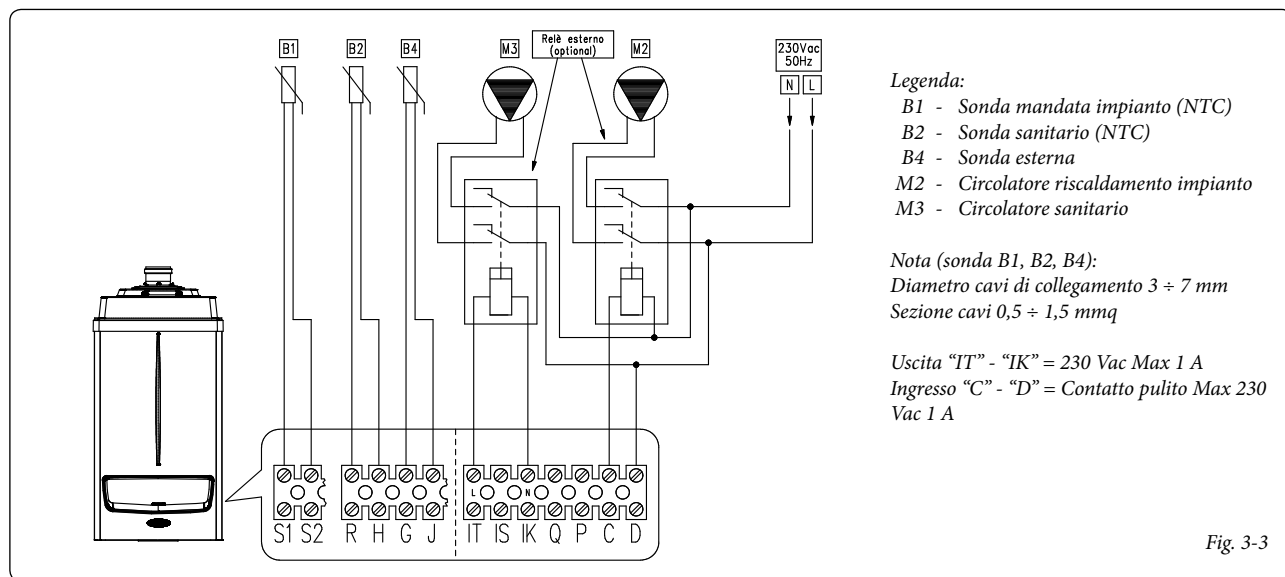 B1
B2
B4
M3
Relè esterno
(optional)
M2
230Vac
50Hz
N L
Legenda:
B1 - Sonda mandata impianto (NTC)
B2 - Sonda sanitario (NTC)
B4 - Sonda esterna
M2 - Circolatore riscaldamento impianto
M3 - Circolatore sanitario
Nota (sonda B1, B2, B4):
Diametro cavi di collegamento 3 ÷ 7 mm
Sezione cavi 0,5 ÷ 1,5 mmq
Uscita “IT” - “IK” = 230 Vac Max 1 A
Ingresso “C” - “D” = Contatto pulito Max 230
Vac 1 A
L N
S1 S2 R H G J IT IS IK Q P C D
Fig. 3-3